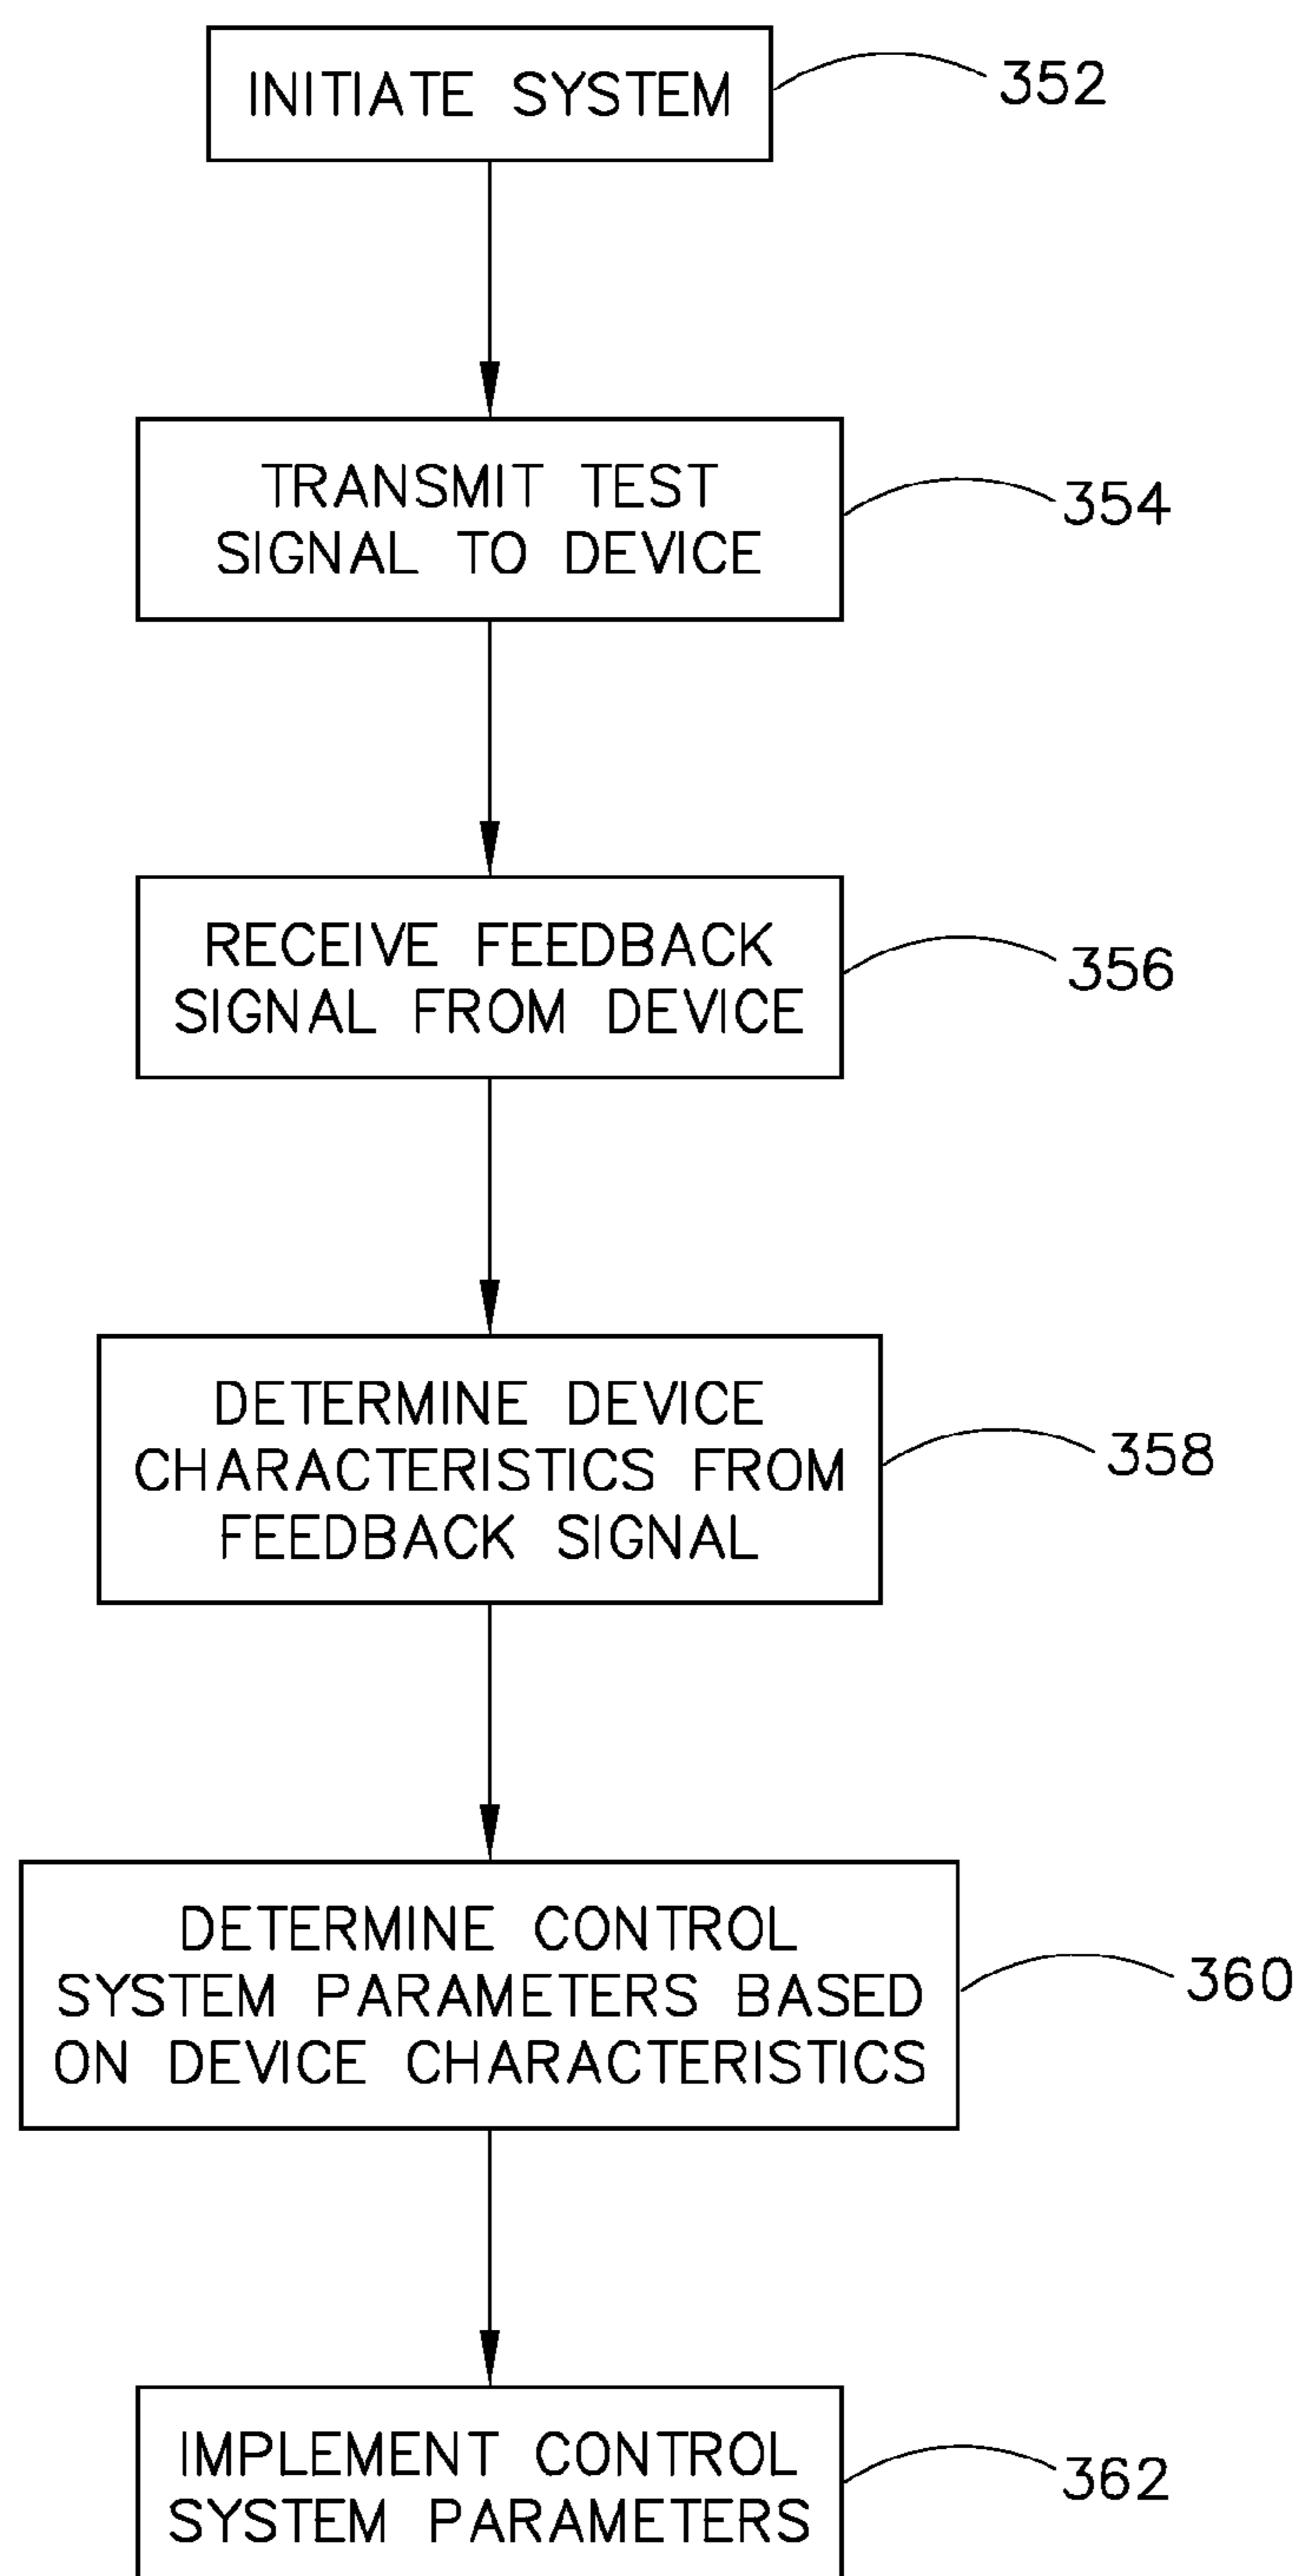 INITIATE SYSTEM
352
TRANSMIT TEST
SIGNAL TO DEVICE
354
RECEIVE FEEDBACK
SIGNAL FROM DEVICE
356
DETERMINE DEVICE
CHARACTERISTICS FROM
FEEDBACK SIGNAL
358
DETERMINE CONTROL
SYSTEM PARAMETERS BASED
ON DEVICE CHARACTERISTICS
360
IMPLEMENT CONTROL
SYSTEM PARAMETERS
362